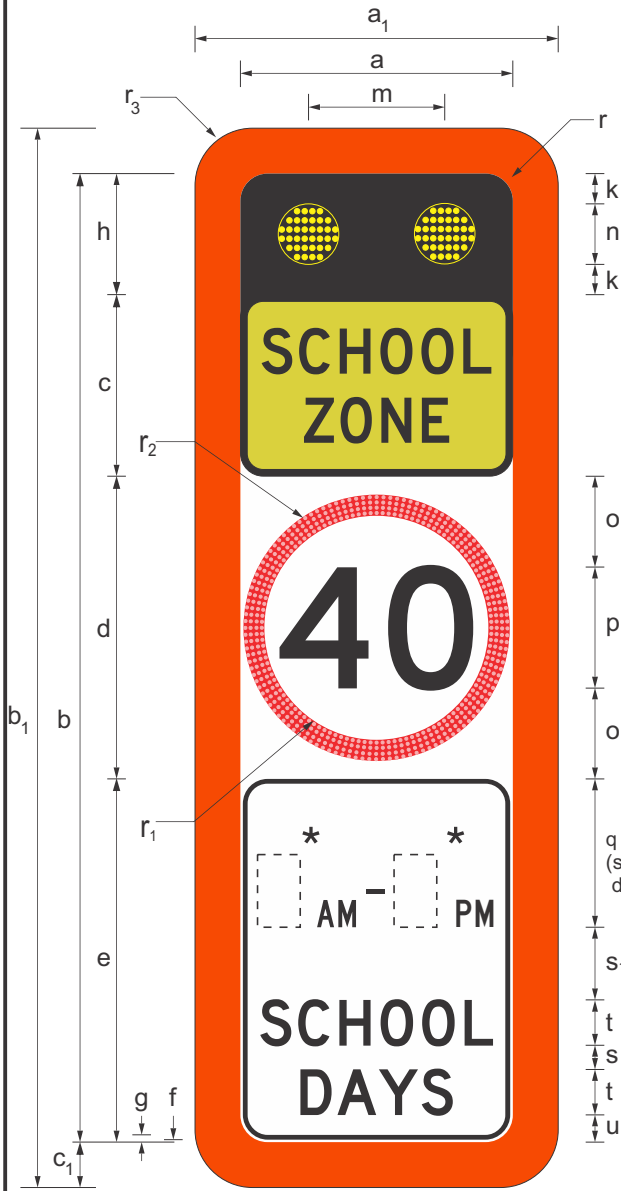 a₁
a
m
r₃
r
k
h
n
k
SCHOOL
ZONE
c
r₂
o
40
d
p
b₁
b
o
r₁
* *
q
(s
d
AM - PM
e
s
SCHOOL
t
s
DAYS
t
g
f
u
c₁